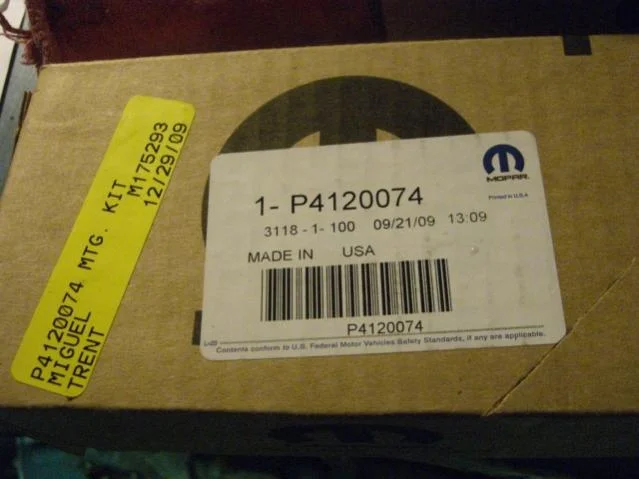 P4120074 MTG. KIT
MIGUEL M175293
TRENT 12/29/09
MOPAR.
Printed in U.S.A
1- P4120074
3118 - 1- 100 09/21/09 13:09
MADE IN USA
P4120074
Contents conform to U.S. Federal Motor Vehicles Safety Standards, if any are applicable.